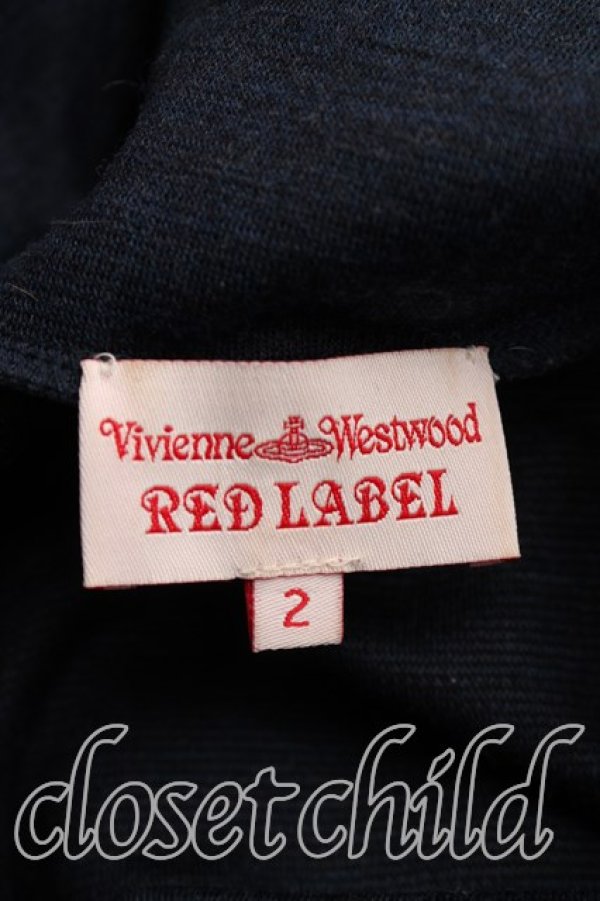 Vivienne Westwood
RED LABEL
2
closet child